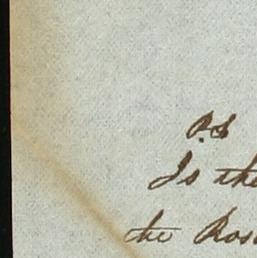 P.S
Is the
the Ros